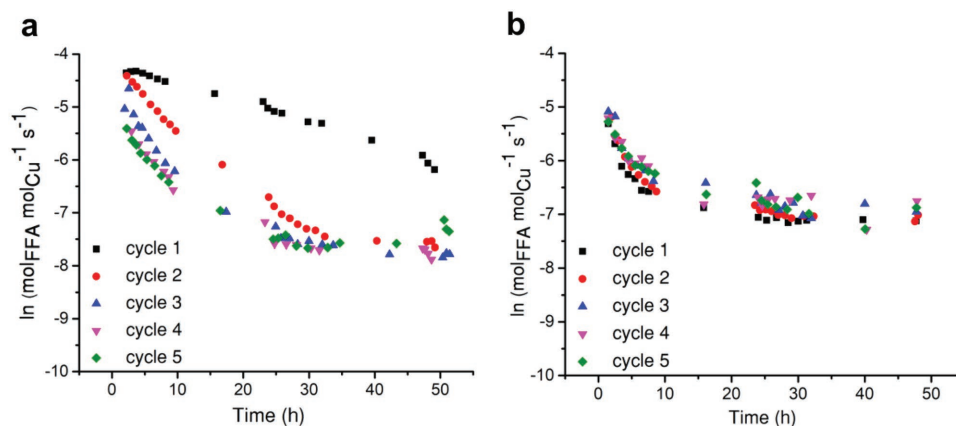 a
ln (mol_FFA mol_Cu^-1 s^-1)
-4
-5
-6
-7
-8
-9
-10
cycle 1
cycle 2
cycle 3
cycle 4
cycle 5
0 10 20 30 40 50
Time (h)
b
ln (mol_FFA mol_Cu^-1 s^-1)
-4
-5
-6
-7
-8
-9
-10
cycle 1
cycle 2
cycle 3
cycle 4
cycle 5
0 10 20 30 40 50
Time (h)